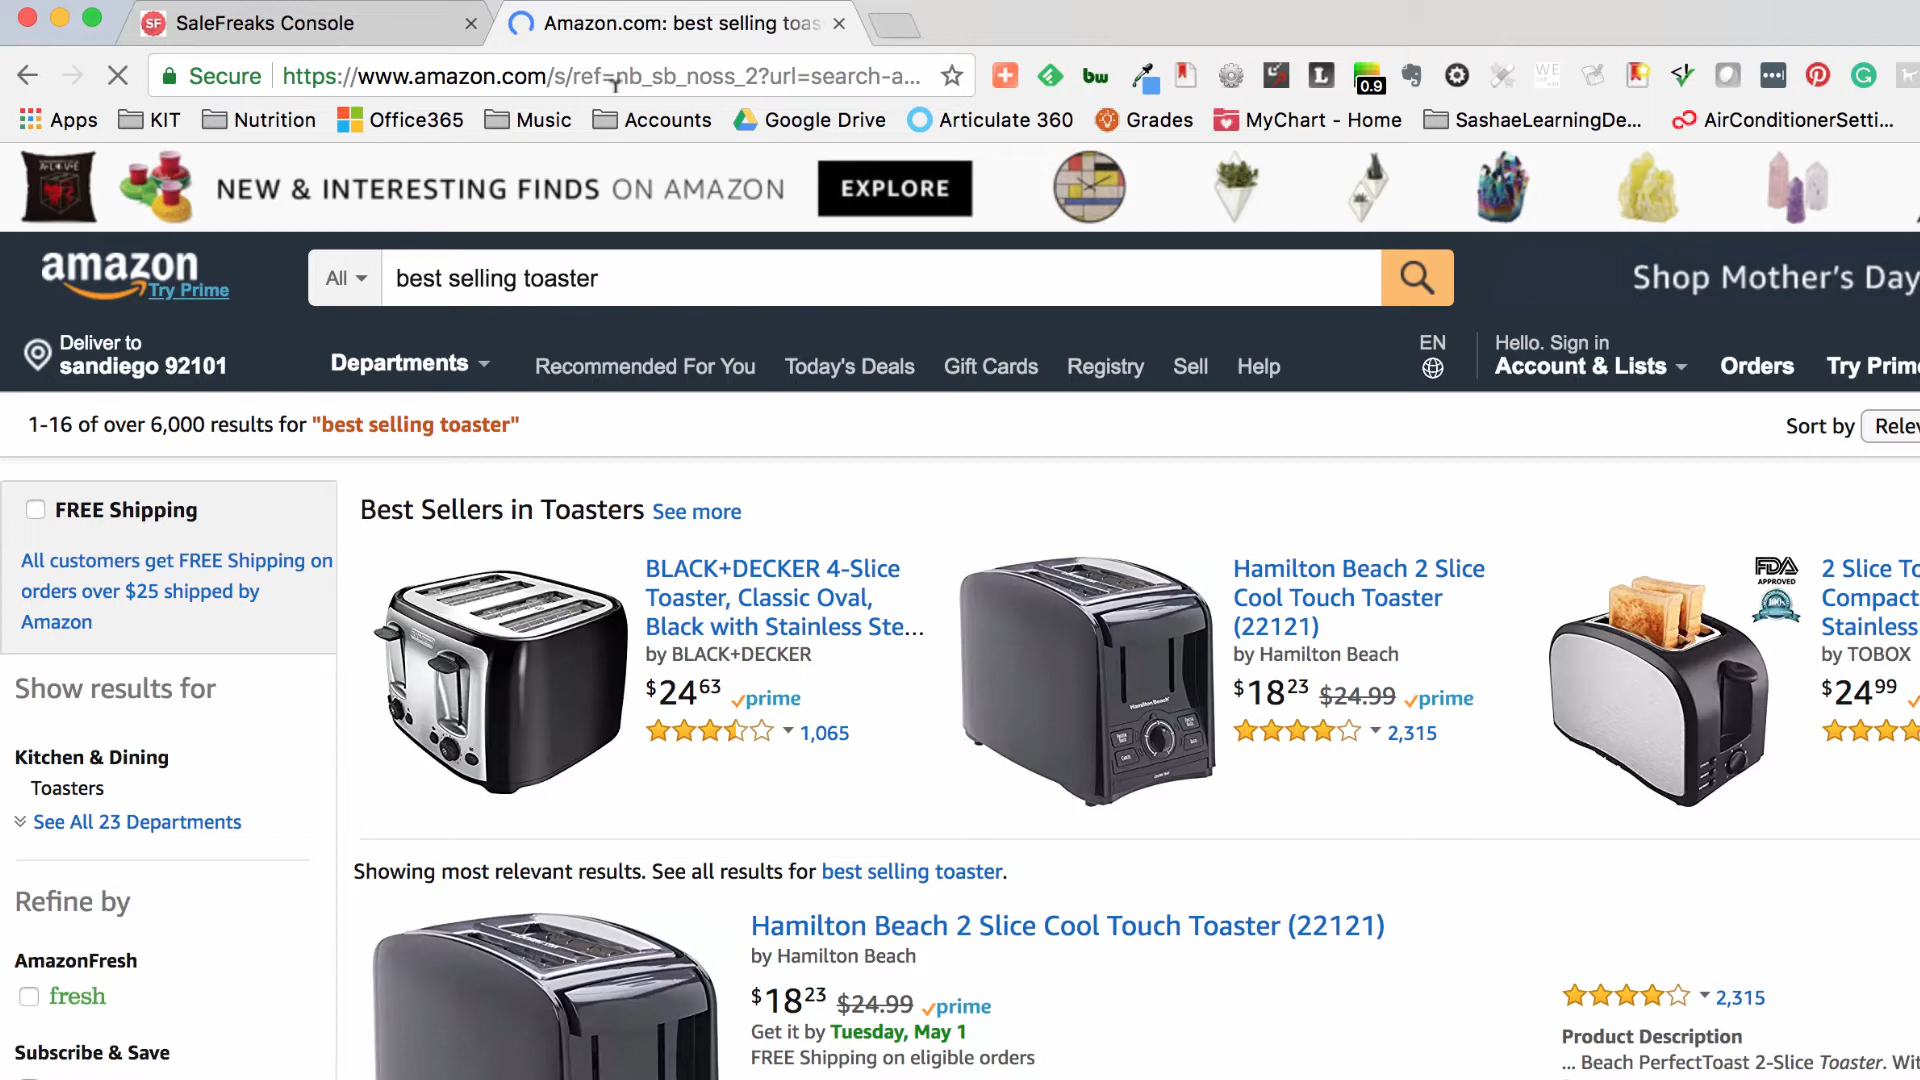 SF SaleFreaks Console
Amazon.com: best selling toas
Secure https://www.amazon.com/s/ref=nb_sb_noss_2?url=search-a...
bw
L
0.9
WE
Apps KIT Nutrition Office365 Music Accounts Google Drive Articulate 360 Grades MyChart - Home SashaeLearningDe... AirConditionerSetti...
NEW & INTERESTING FINDS ON AMAZON EXPLORE
amazon
Try Prime
All best selling toaster
Shop Mother's Day
Deliver to
sandiego 92101
Departments Recommended For You Today's Deals Gift Cards Registry Sell Help
EN
Hello. Sign in
Account & Lists Orders Try Prim
1-16 of over 6,000 results for "best selling toaster"
Sort by Relev
FREE Shipping
All customers get FREE Shipping on
orders over $25 shipped by
Amazon
Show results for
Kitchen & Dining
Toasters
See All 23 Departments
Refine by
AmazonFresh
fresh
Subscribe & Save
Best Sellers in Toasters See more
BLACK+DECKER 4-Slice
Toaster, Classic Oval,
Black with Stainless Ste...
by BLACK+DECKER
$24 63 prime
1,065
Hamilton Beach
Hamilton Beach 2 Slice
Cool Touch Toaster
(22121)
by Hamilton Beach
$18 23 $24.99 prime
2,315
FDA
APPROVED
100%
2 Slice To
Compact
Stainless
by TOBOX
$24 99
Showing most relevant results. See all results for best selling toaster.
Hamilton Beach 2 Slice Cool Touch Toaster (22121)
by Hamilton Beach
$18 23 $24.99 prime
Get it by Tuesday, May 1
FREE Shipping on eligible orders
2,315
Product Description
... Beach PerfectToast 2-Slice Toaster. Wit